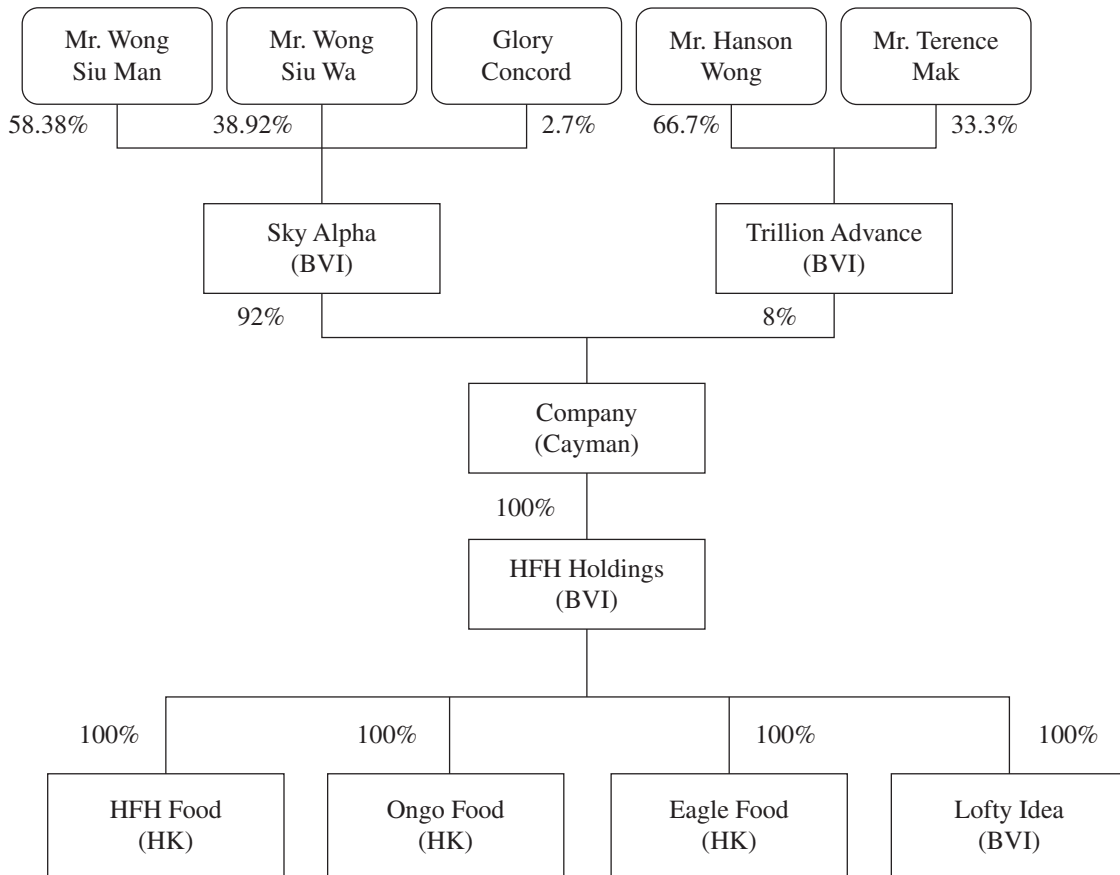 Mr. Wong
Siu Man
Mr. Wong
Siu Wa
Glory
Concord
Mr. Hanson
Wong
Mr. Terence
Mak
58.38%
38.92%
2.7%
66.7%
33.3%
Sky Alpha
(BVI)
Trillion Advance
(BVI)
92%
8%
Company
(Cayman)
100%
HFH Holdings
(BVI)
100%
100%
100%
100%
HFH Food
(HK)
Ongo Food
(HK)
Eagle Food
(HK)
Lofty Idea
(BVI)